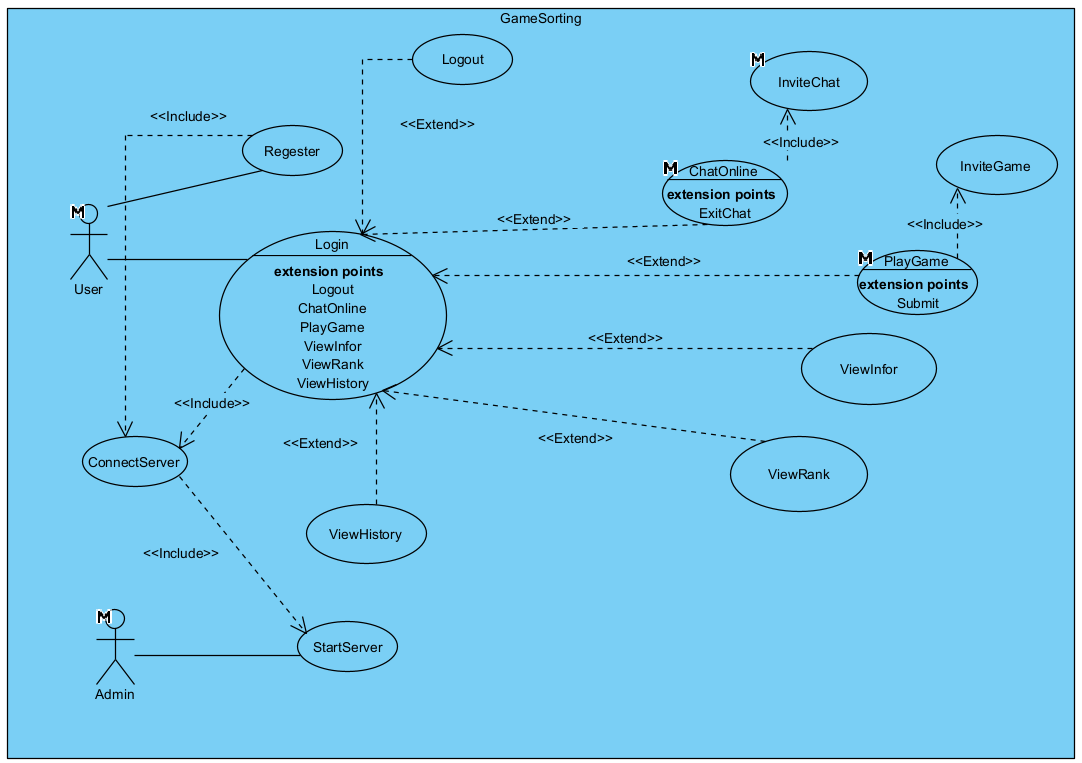 GameSorting
Logout
M
InviteChat
<<Include>>
<<Extend>>
Regester
<<Include>>
InviteGame
M
ChatOnline
extension points
ExitChat
M
User
<<Extend>>
<<Include>>
Login
extension points
Logout
ChatOnline
PlayGame
ViewInfor
ViewRank
ViewHistory
<<Extend>>
M
PlayGame
extension points
Submit
<<Extend>>
ViewInfor
<<Include>>
<<Extend>>
<<Extend>>
ConnectServer
ViewRank
ViewHistory
<<Include>>
M
Admin
StartServer